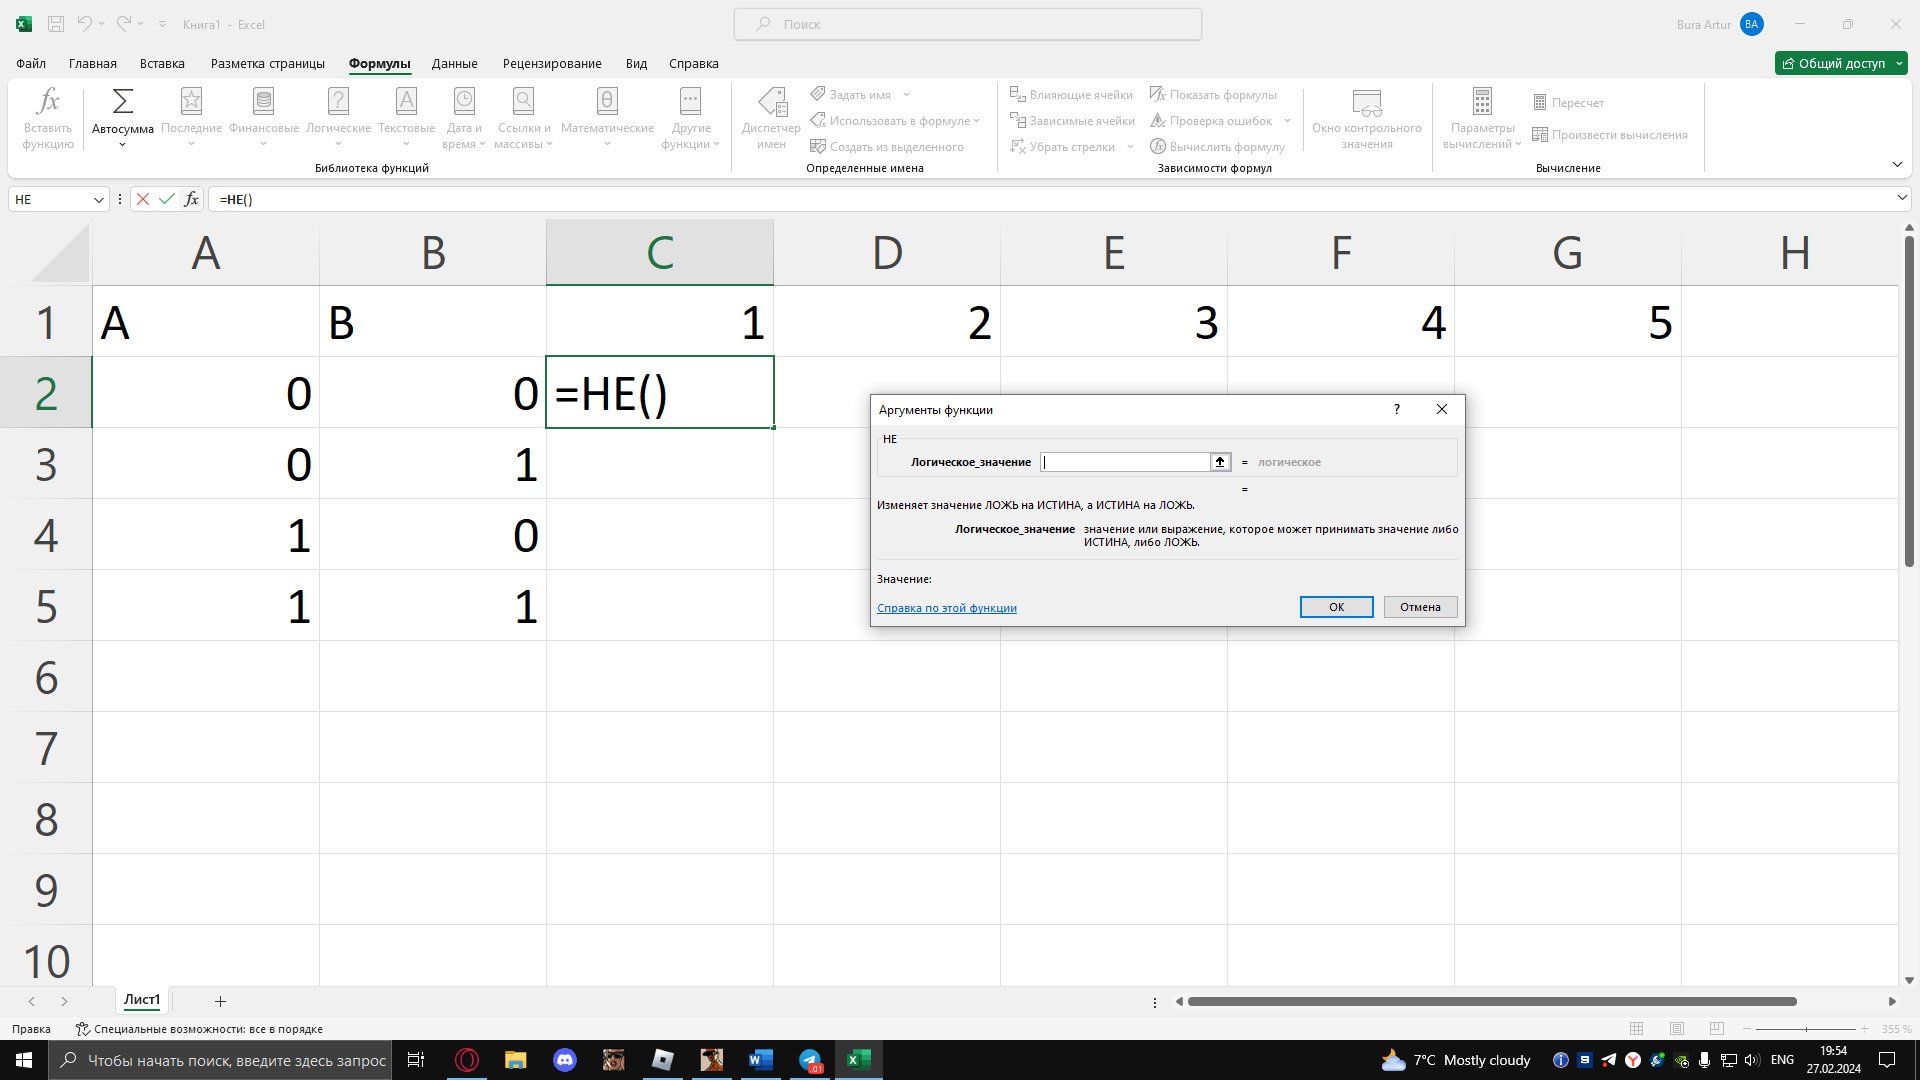 Книга1 - Excel
Поиск
Bura Artur
BA
Файл Главная Вставка Разметка страницы Формулы Данные Рецензирование Вид Справка
Общий доступ
Вставить функцию
Автосумма
Последние
Финансовые
Логические
Текстовые
Дата и время
Ссылки и массивы
Математические
Другие функции
Библиотека функций
Диспетчер имен
Задать имя
Использовать в формуле
Создать из выделенного
Определенные имена
Влияющие ячейки
Зависимые ячейки
Убрать стрелки
Показать формулы
Проверка ошибок
Вычислить формулу
Зависимости формул
Окно контрольного значения
Параметры вычислений
Пересчет
Произвести вычисления
Вычисление
НЕ
fx
=НЕ()
A B C D E F G H
1 A B 1 2 3 4 5
2 0 0 =НЕ()
3 0 1
4 1 0
5 1 1
6
7
8
9
10
Аргументы функции
?
НЕ
Логическое_значение
= логическое
=
Изменяет значение ЛОЖЬ на ИСТИНА, а ИСТИНА на ЛОЖЬ.
Логическое_значение значение или выражение, которое может принимать значение либо
ИСТИНА, либо ЛОЖЬ.
Значение:
Справка по этой функции
ОК
Отмена
Лист1
Правка
Специальные возможности: все в порядке
355 %
Чтобы начать поиск, введите здесь запрос
.01
7°C Mostly cloudy
ENG
19:54
27.02.2024